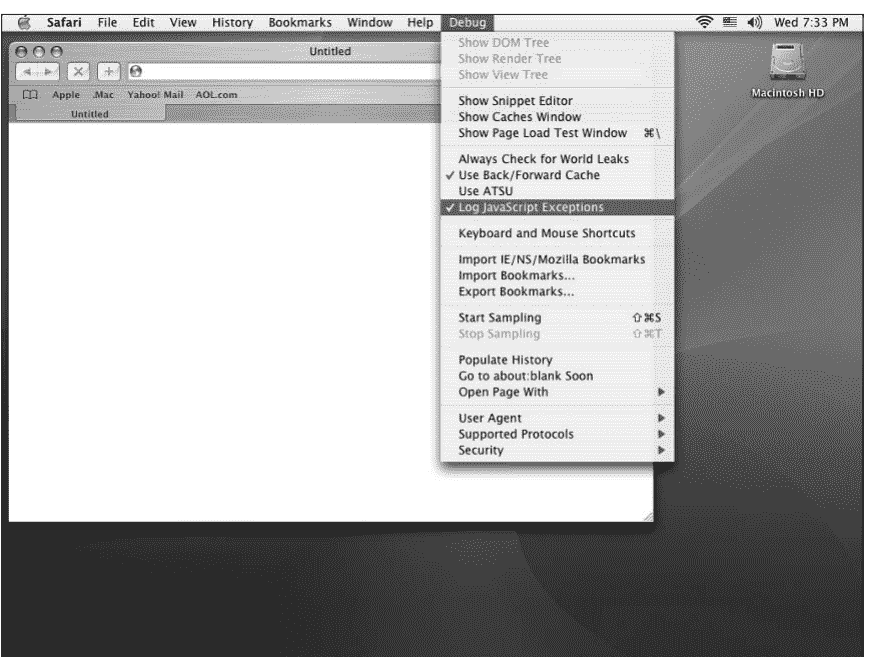 Safari File Edit View History Bookmarks Window Help Debug Wed 7:33 PM
Untitled
Apple .Mac Yahoo! Mail AOL.com
Untitled
Show DOM Tree
Show Render Tree
Show View Tree
Show Snippet Editor
Show Caches Window
Show Page Load Test Window ⌘\
Always Check for World Leaks
✓ Use Back/Forward Cache
Use ATSU
✓ Log JavaScript Exceptions
Keyboard and Mouse Shortcuts
Import IE/NS/Mozilla Bookmarks
Import Bookmarks...
Export Bookmarks...
Start Sampling ⇧⌘S
Stop Sampling ⇧⌘T
Populate History
Go to about:blank Soon
Open Page With
User Agent
Supported Protocols
Security
Macintosh HD